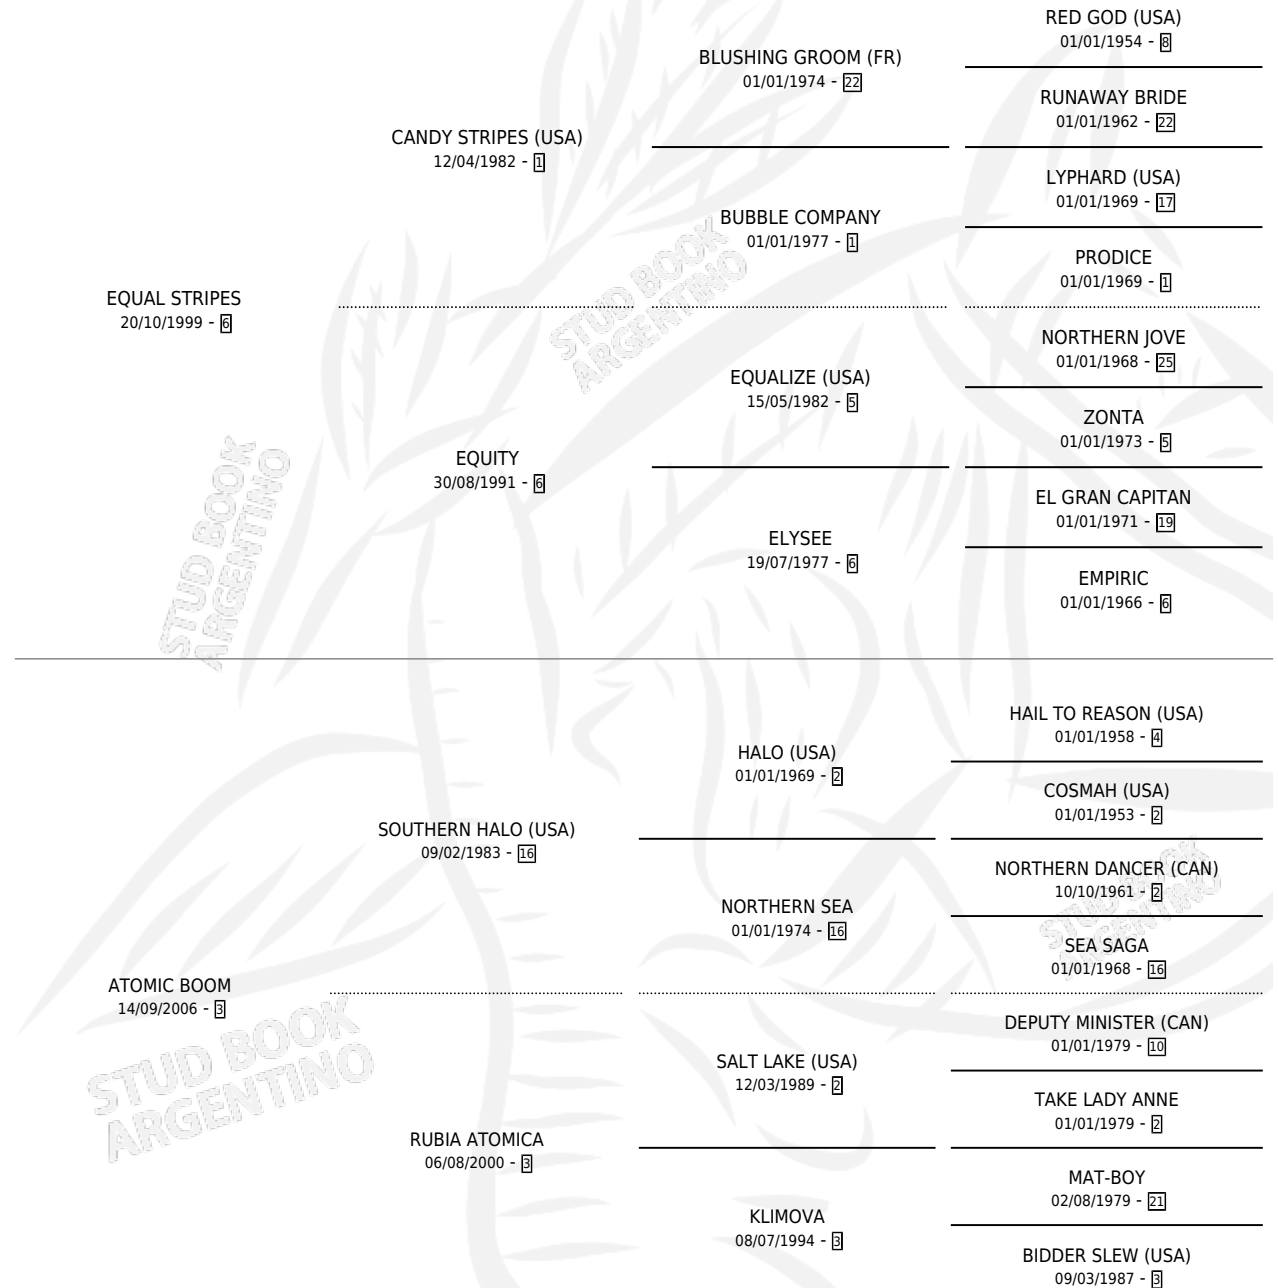 RED GOD (USA)
01/01/1954 - 8
BLUSHING GROOM (FR)
01/01/1974 - 22
RUNAWAY BRIDE
01/01/1962 - 22
CANDY STRIPES (USA)
12/04/1982 - 1
LYPHARD (USA)
01/01/1969 - 17
BUBBLE COMPANY
01/01/1977 - 1
PRODICE
01/01/1969 - 1
EQUAL STRIPES
20/10/1999 - 6
STUD BOOK
ARGENTINO
NORTHERN JOVE
01/01/1968 - 25
EQUALIZE (USA)
15/05/1982 - 5
ZONTA
01/01/1973 - 5
EQUITY
30/08/1991 - 6
EL GRAN CAPITAN
01/01/1971 - 19
ELYSEE
19/07/1977 - 6
EMPIRIC
01/01/1966 - 6
STUD BOOK
ARGENTINO
HAIL TO REASON (USA)
01/01/1958 - 4
HALO (USA)
01/01/1969 - 2
COSMAH (USA)
01/01/1953 - 2
SOUTHERN HALO (USA)
09/02/1983 - 16
NORTHERN DANCER (CAN)
10/10/1961 - 2
NORTHERN SEA
01/01/1974 - 16
SEA SAGA
01/01/1968 - 16
STUD BOOK
ARGENTINO
ATOMIC BOOM
14/09/2006 - 3
DEPUTY MINISTER (CAN)
01/01/1979 - 10
SALT LAKE (USA)
12/03/1989 - 2
TAKE LADY ANNE
01/01/1979 - 2
STUD BOOK
ARGENTINO
RUBIA ATOMICA
06/08/2000 - 3
MAT-BOY
02/08/1979 - 21
KLIMOVA
08/07/1994 - 3
BIDDER SLEW (USA)
09/03/1987 - 3